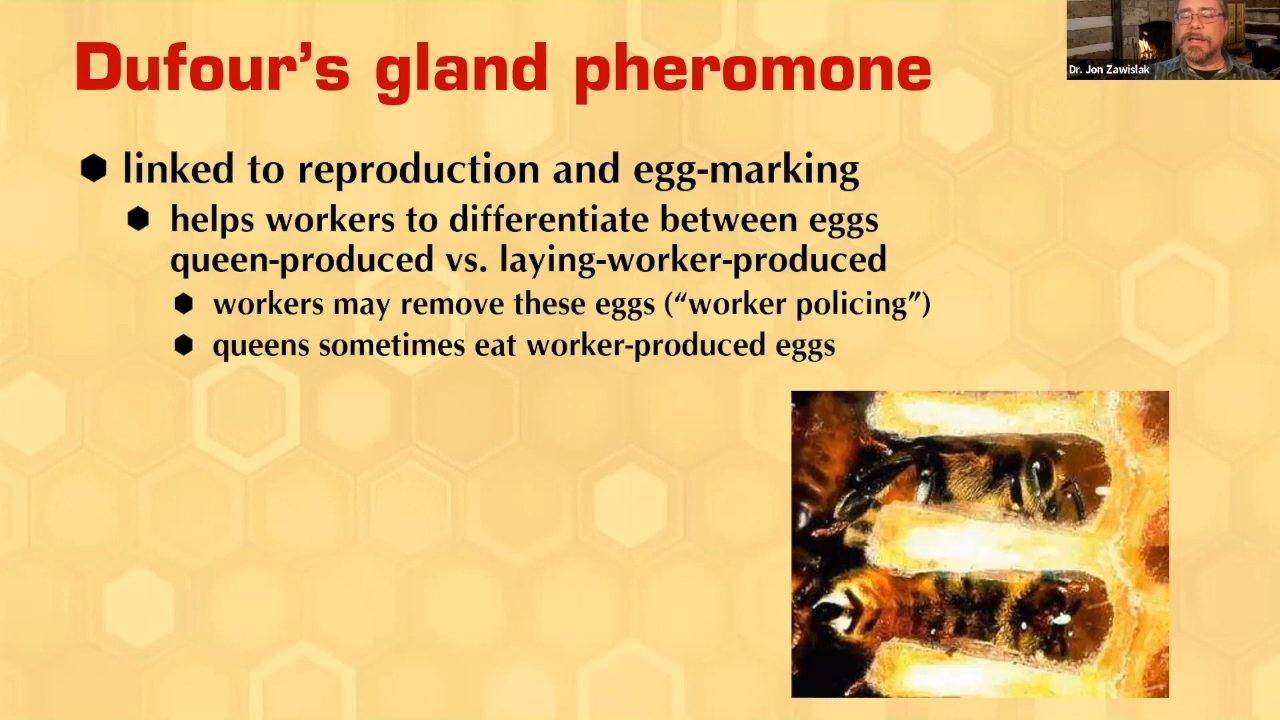 Dufour’s gland pheromone
Dr. Jon Zawislak
linked to reproduction and egg-marking
helps workers to differentiate between eggs
queen-produced vs. laying-worker-produced
workers may remove these eggs (“worker policing”)
queens sometimes eat worker-produced eggs